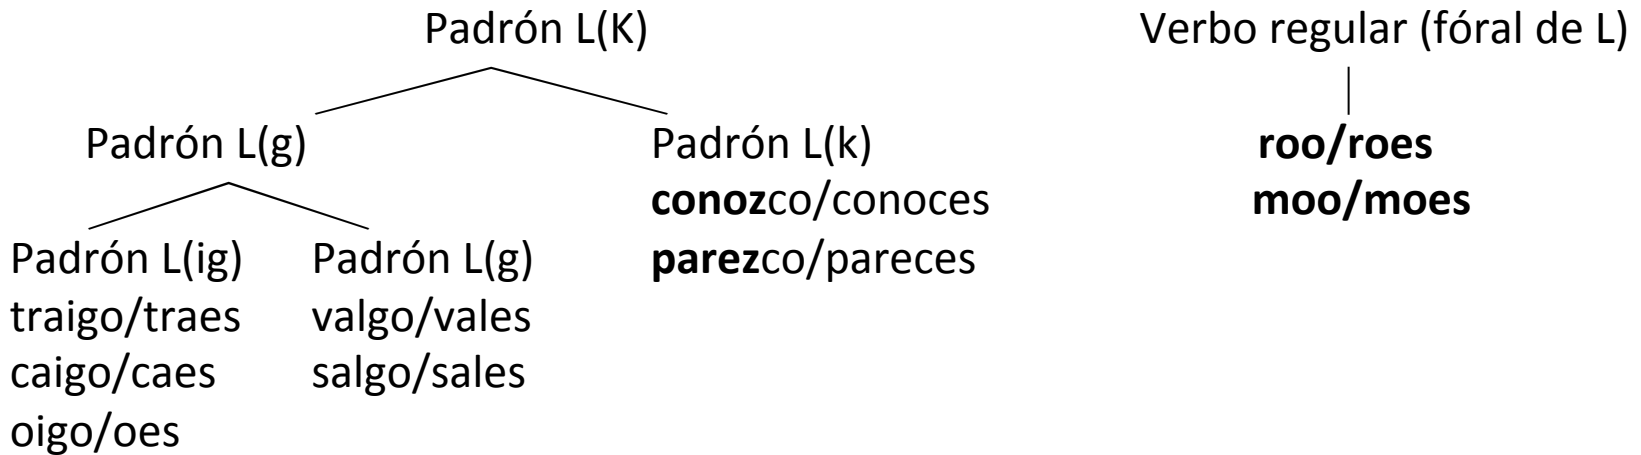 Padrón L(K) Verbo regular (fóral de L)
Padrón L(g) Padrón L(k) roo/roes
conozco/conoces moo/moes
Padrón L(ig) Padrón L(g) parezco/pareces
traigo/traes valgo/vales
caigo/caes salgo/sales
oigo/oes